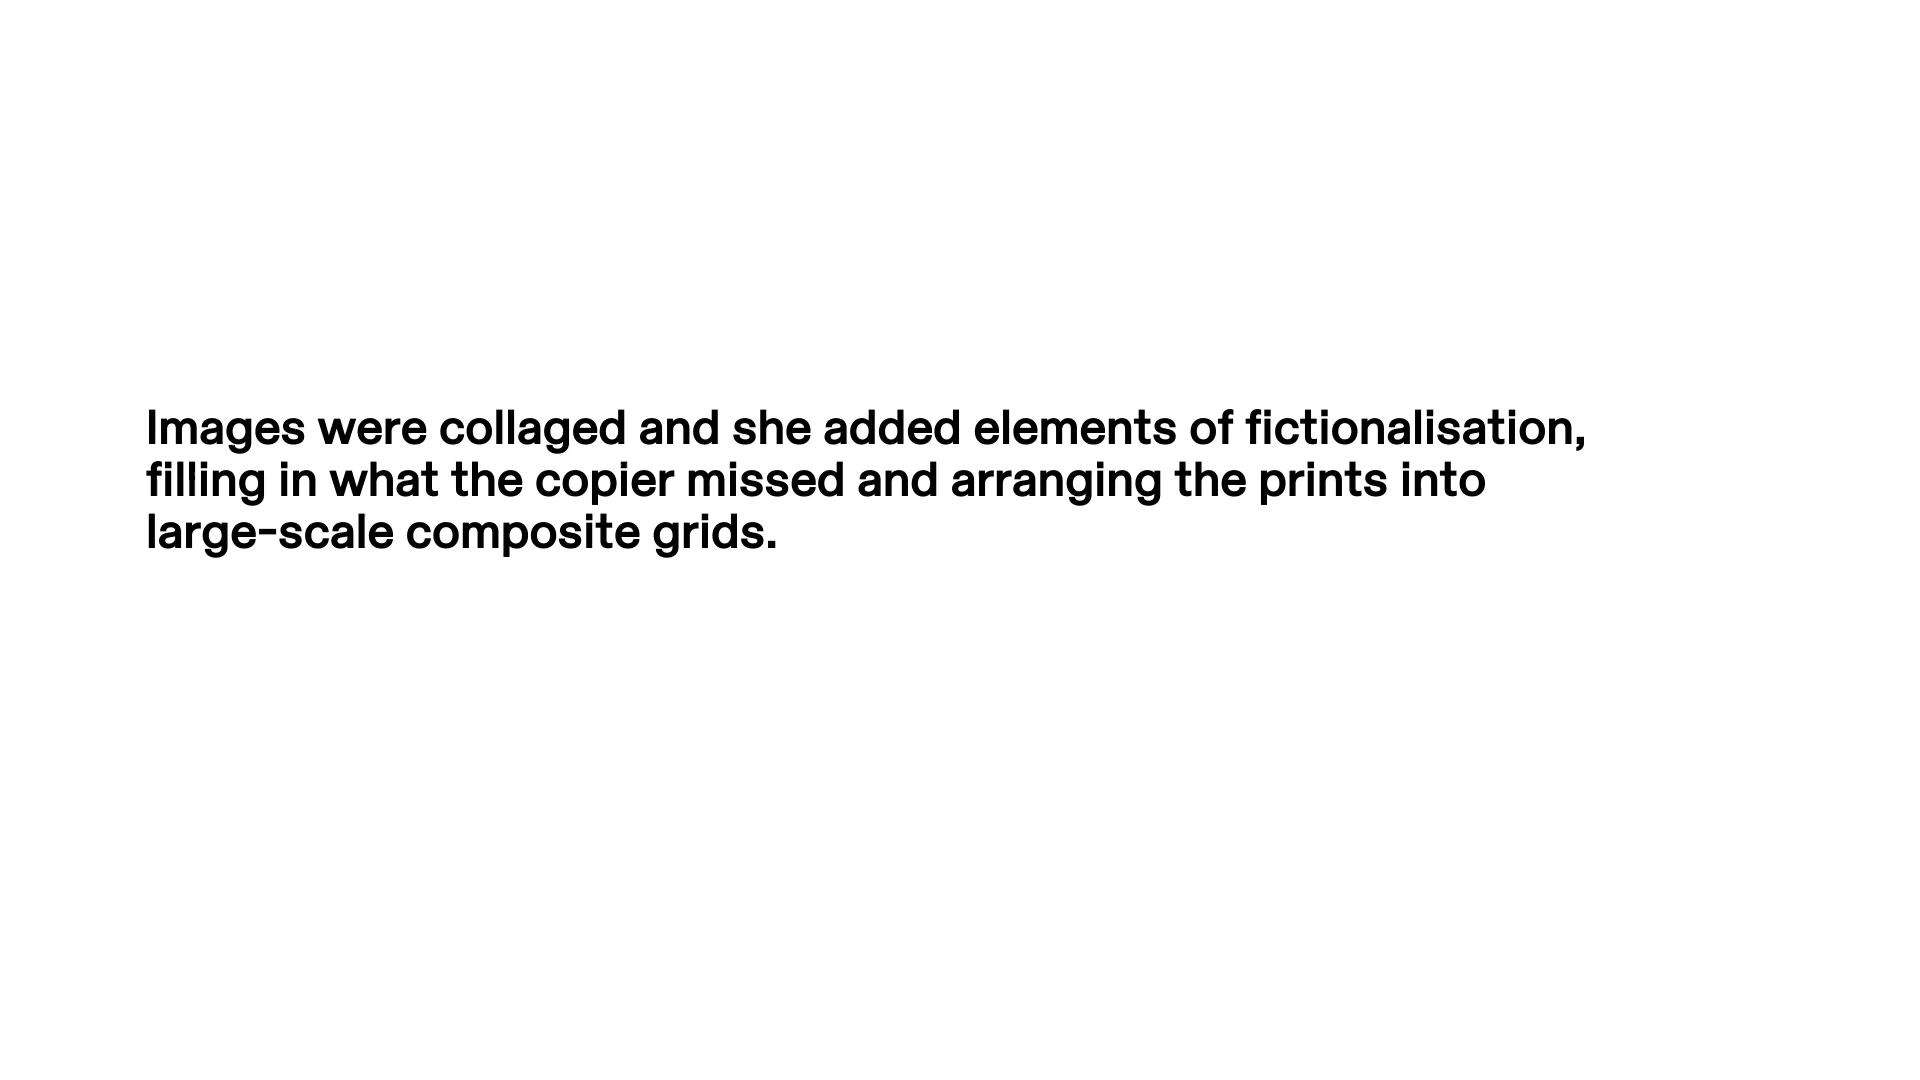 Images were collaged and she added elements of fictionalisation,
filling in what the copier missed and arranging the prints into
large-scale composite grids.